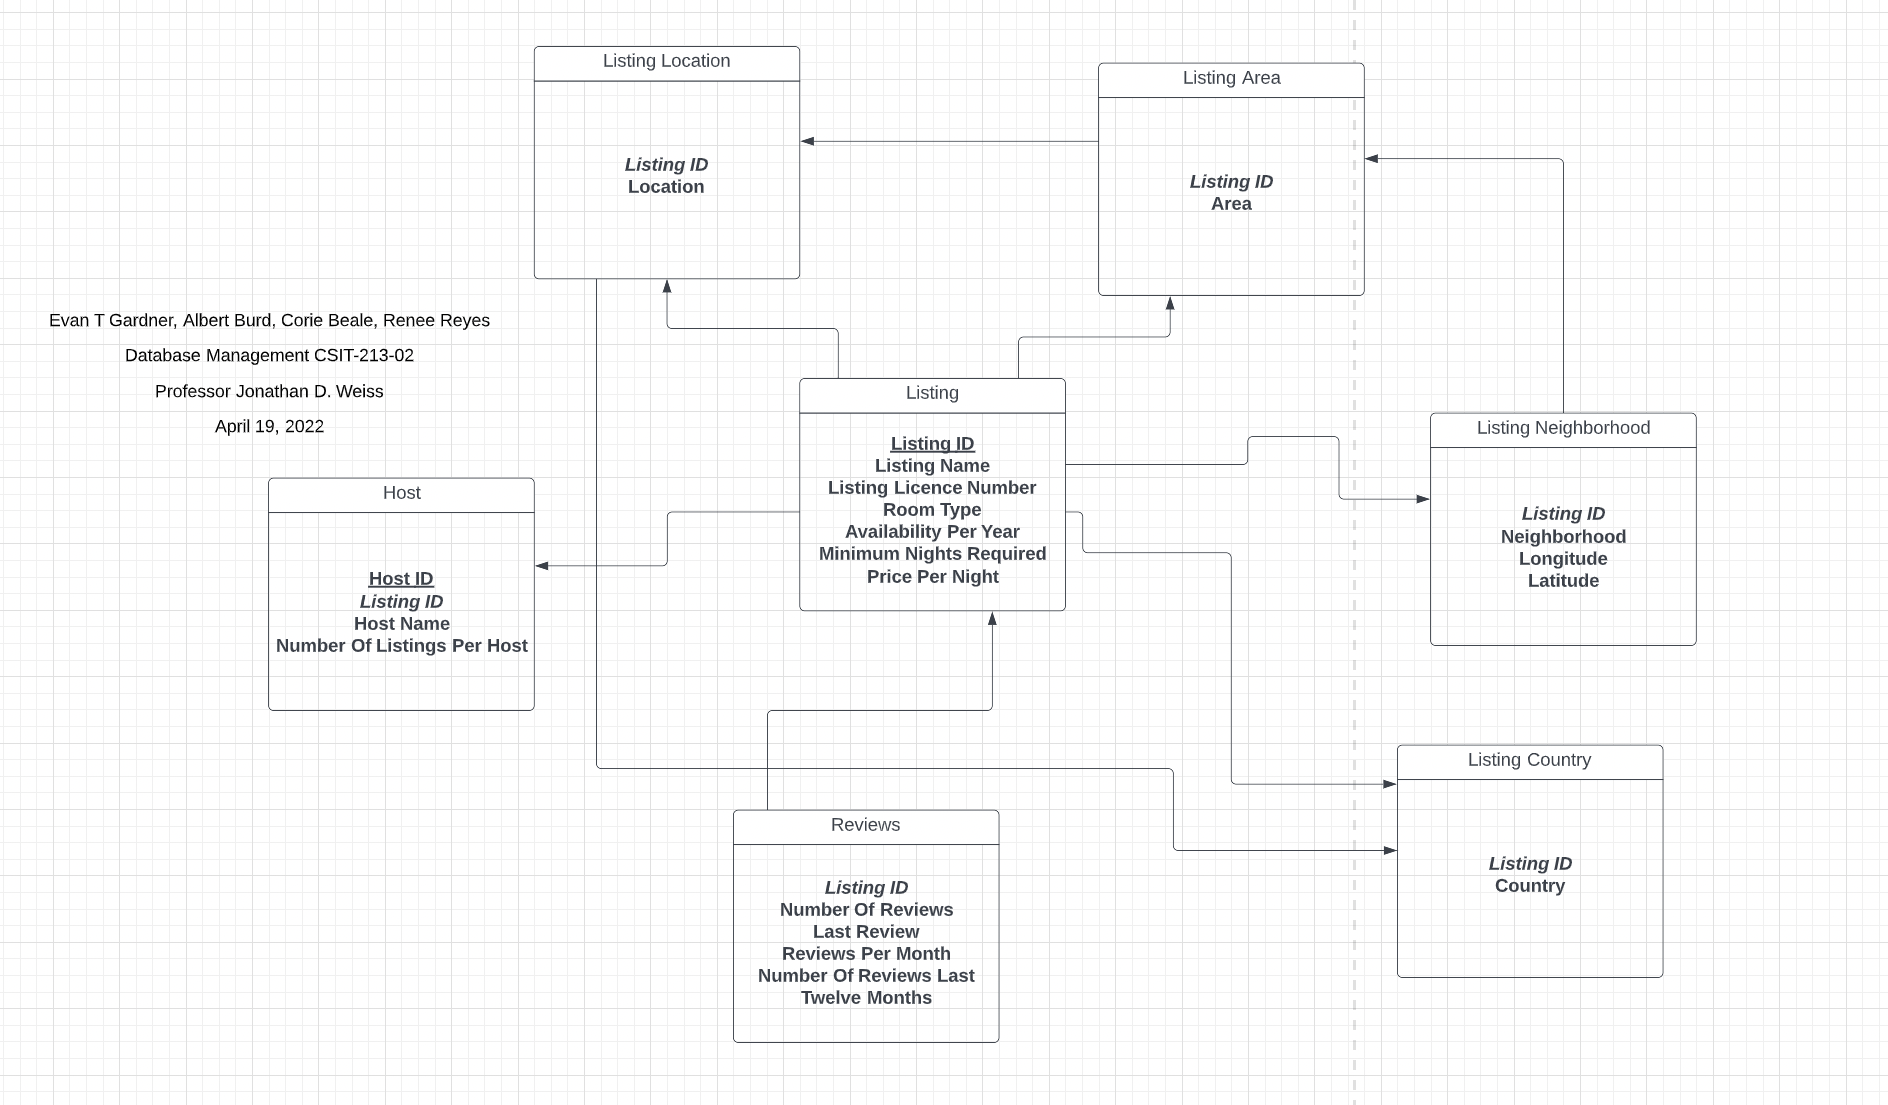 Listing Location
Listing ID
Location
Listing Area
Listing ID
Area
Evan T Gardner, Albert Burd, Corie Beale, Renee Reyes
Database Management CSIT-213-02
Professor Jonathan D. Weiss
April 19, 2022
Listing
Listing ID
Listing Name
Listing Licence Number
Room Type
Availability Per Year
Minimum Nights Required
Price Per Night
Listing Neighborhood
Listing ID
Neighborhood
Longitude
Latitude
Host
Host ID
Listing ID
Host Name
Number Of Listings Per Host
Listing Country
Listing ID
Country
Reviews
Listing ID
Number Of Reviews
Last Review
Reviews Per Month
Number Of Reviews Last
Twelve Months